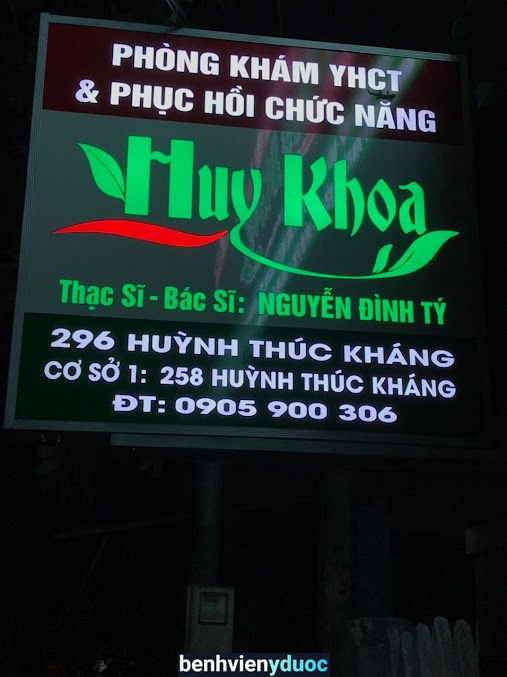 PHÒNG KHÁM YHCT
& PHỤC HỒI CHỨC NĂNG
Huy Khoa
Thạc Sĩ - Bác Sĩ: NGUYỄN ĐÌNH TÝ
296 HUỲNH THÚC KHÁNG
CƠ SỞ 1: 258 HUỲNH THÚC KHÁNG
ĐT: 0905 900 306
benhvienyduoc